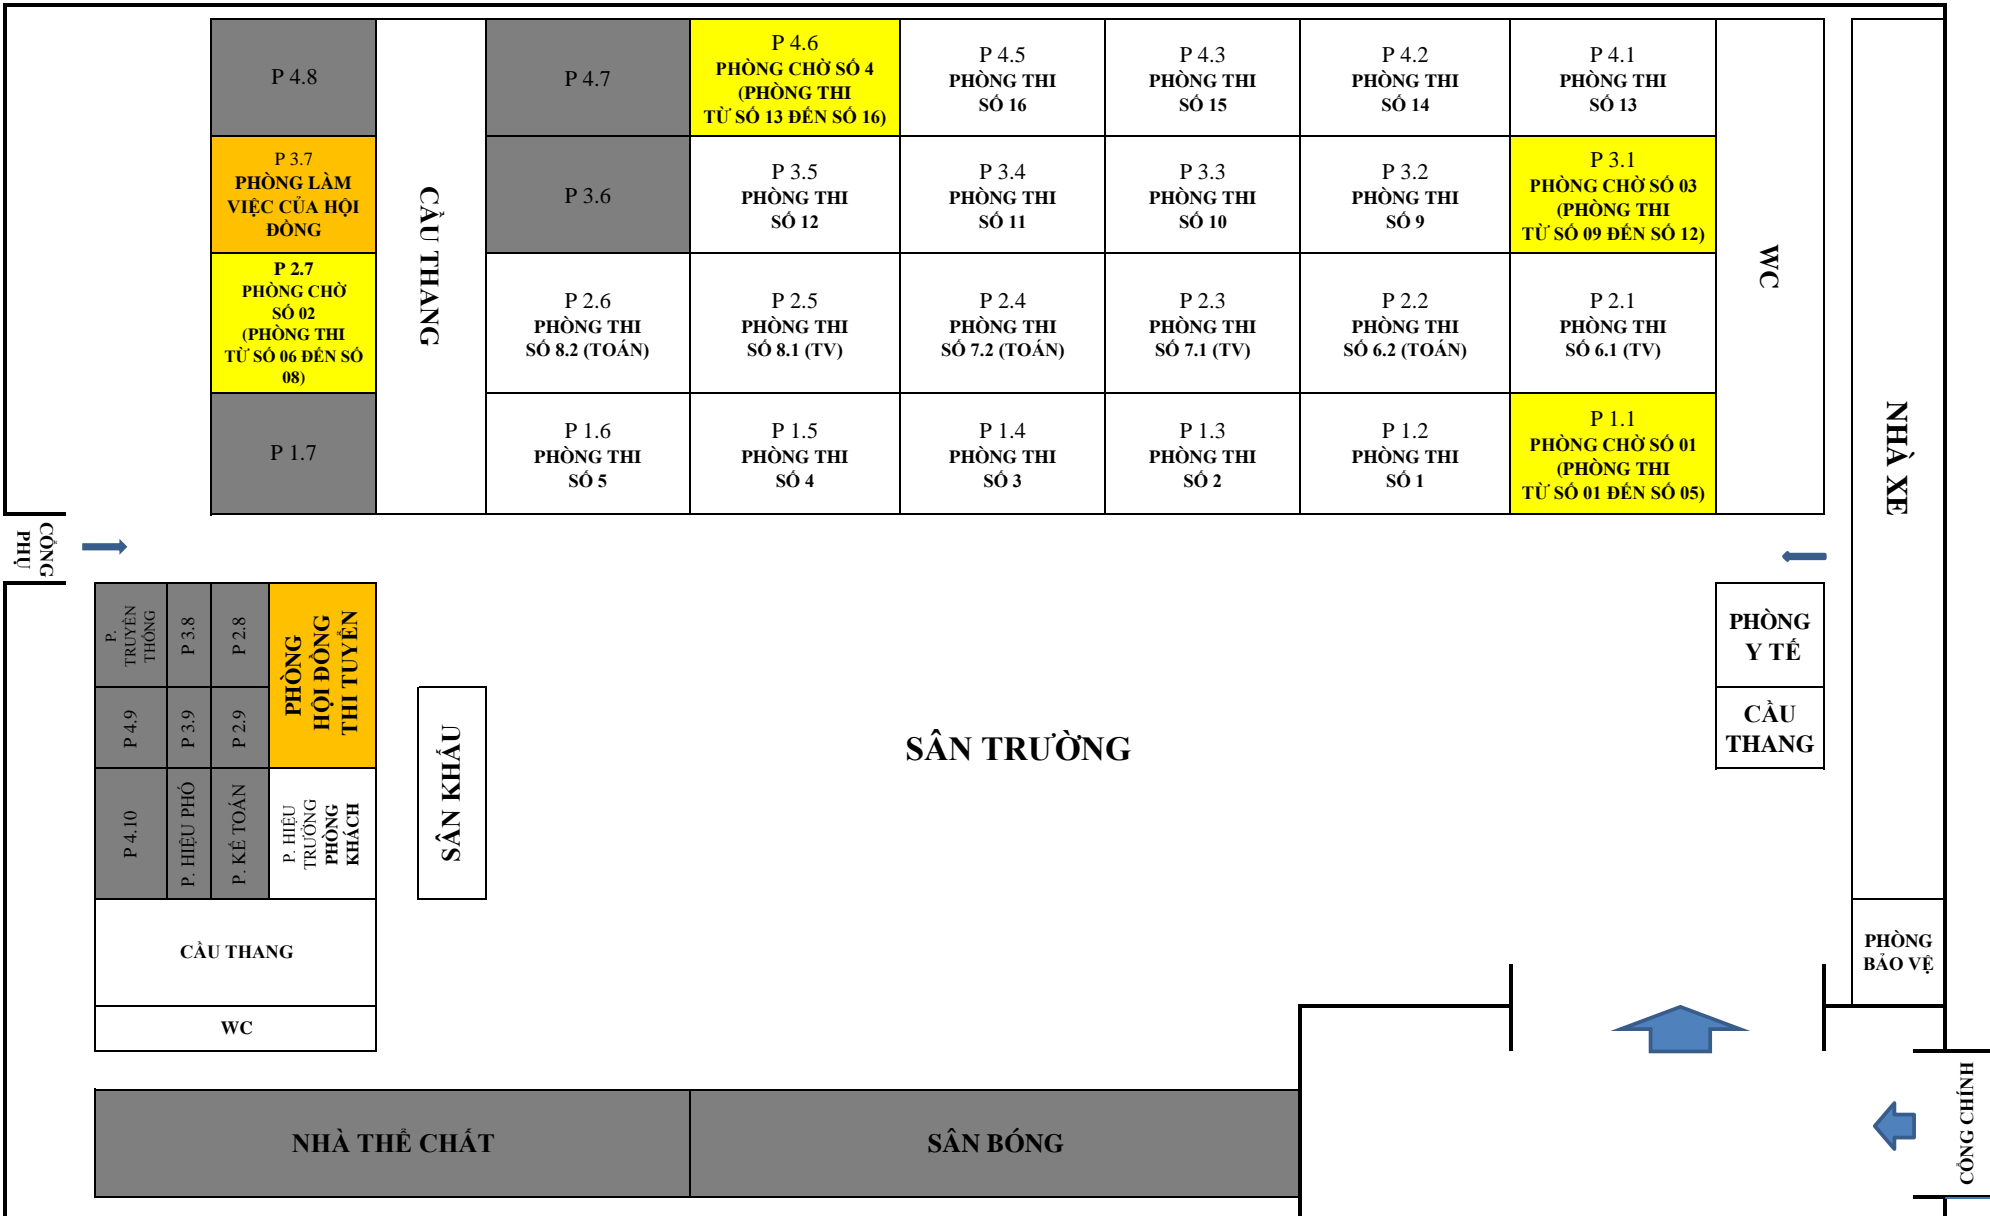 P 4.8
P 4.7
P 4.6
PHÒNG CHỜ SỐ 4
(PHÒNG THI
TỪ SỐ 13 ĐẾN SỐ 16)
P 4.5
PHÒNG THI
SỐ 16
P 4.3
PHÒNG THI
SỐ 15
P 4.2
PHÒNG THI
SỐ 14
P 4.1
PHÒNG THI
SỐ 13
P 3.7
PHÒNG LÀM
VIỆC CỦA HỘI
ĐỒNG
CẦU THANG
P 3.6
P 3.5
PHÒNG THI
SỐ 12
P 3.4
PHÒNG THI
SỐ 11
P 3.3
PHÒNG THI
SỐ 10
P 3.2
PHÒNG THI
SỐ 9
P 3.1
PHÒNG CHỜ SỐ 03
(PHÒNG THI
TỪ SỐ 09 ĐẾN SỐ 12)
WC
P 2.7
PHÒNG CHỜ
SỐ 02
(PHÒNG THI
TỪ SỐ 06 ĐẾN SỐ
08)
P 2.6
PHÒNG THI
SỐ 8.2 (TOÁN)
P 2.5
PHÒNG THI
SỐ 8.1 (TV)
P 2.4
PHÒNG THI
SỐ 7.2 (TOÁN)
P 2.3
PHÒNG THI
SỐ 7.1 (TV)
P 2.2
PHÒNG THI
SỐ 6.2 (TOÁN)
P 2.1
PHÒNG THI
SỐ 6.1 (TV)
P 1.7
P 1.6
PHÒNG THI
SỐ 5
P 1.5
PHÒNG THI
SỐ 4
P 1.4
PHÒNG THI
SỐ 3
P 1.3
PHÒNG THI
SỐ 2
P 1.2
PHÒNG THI
SỐ 1
P 1.1
PHÒNG CHỜ SỐ 01
(PHÒNG THI
TỪ SỐ 01 ĐẾN SỐ 05)
NHÀ XE
CỔNG
PHỤ
P.
TRUYỀN
THỐNG
P 3.8
P 2.8
PHÒNG
HỘI ĐỒNG
THI TUYỂN
P 4.9
P 3.9
P 2.9
P 4.10
P. HIỆU PHÓ
P. KẾ TOÁN
P. HIỆU
TRƯỞNG
PHÒNG
KHÁCH
SÂN KHẤU
SÂN TRƯỜNG
PHÒNG
Y TẾ
CẦU
THANG
CẦU THANG
WC
PHÒNG
BẢO VỆ
NHÀ THỂ CHẤT
SÂN BÓNG
CỔNG CHÍNH